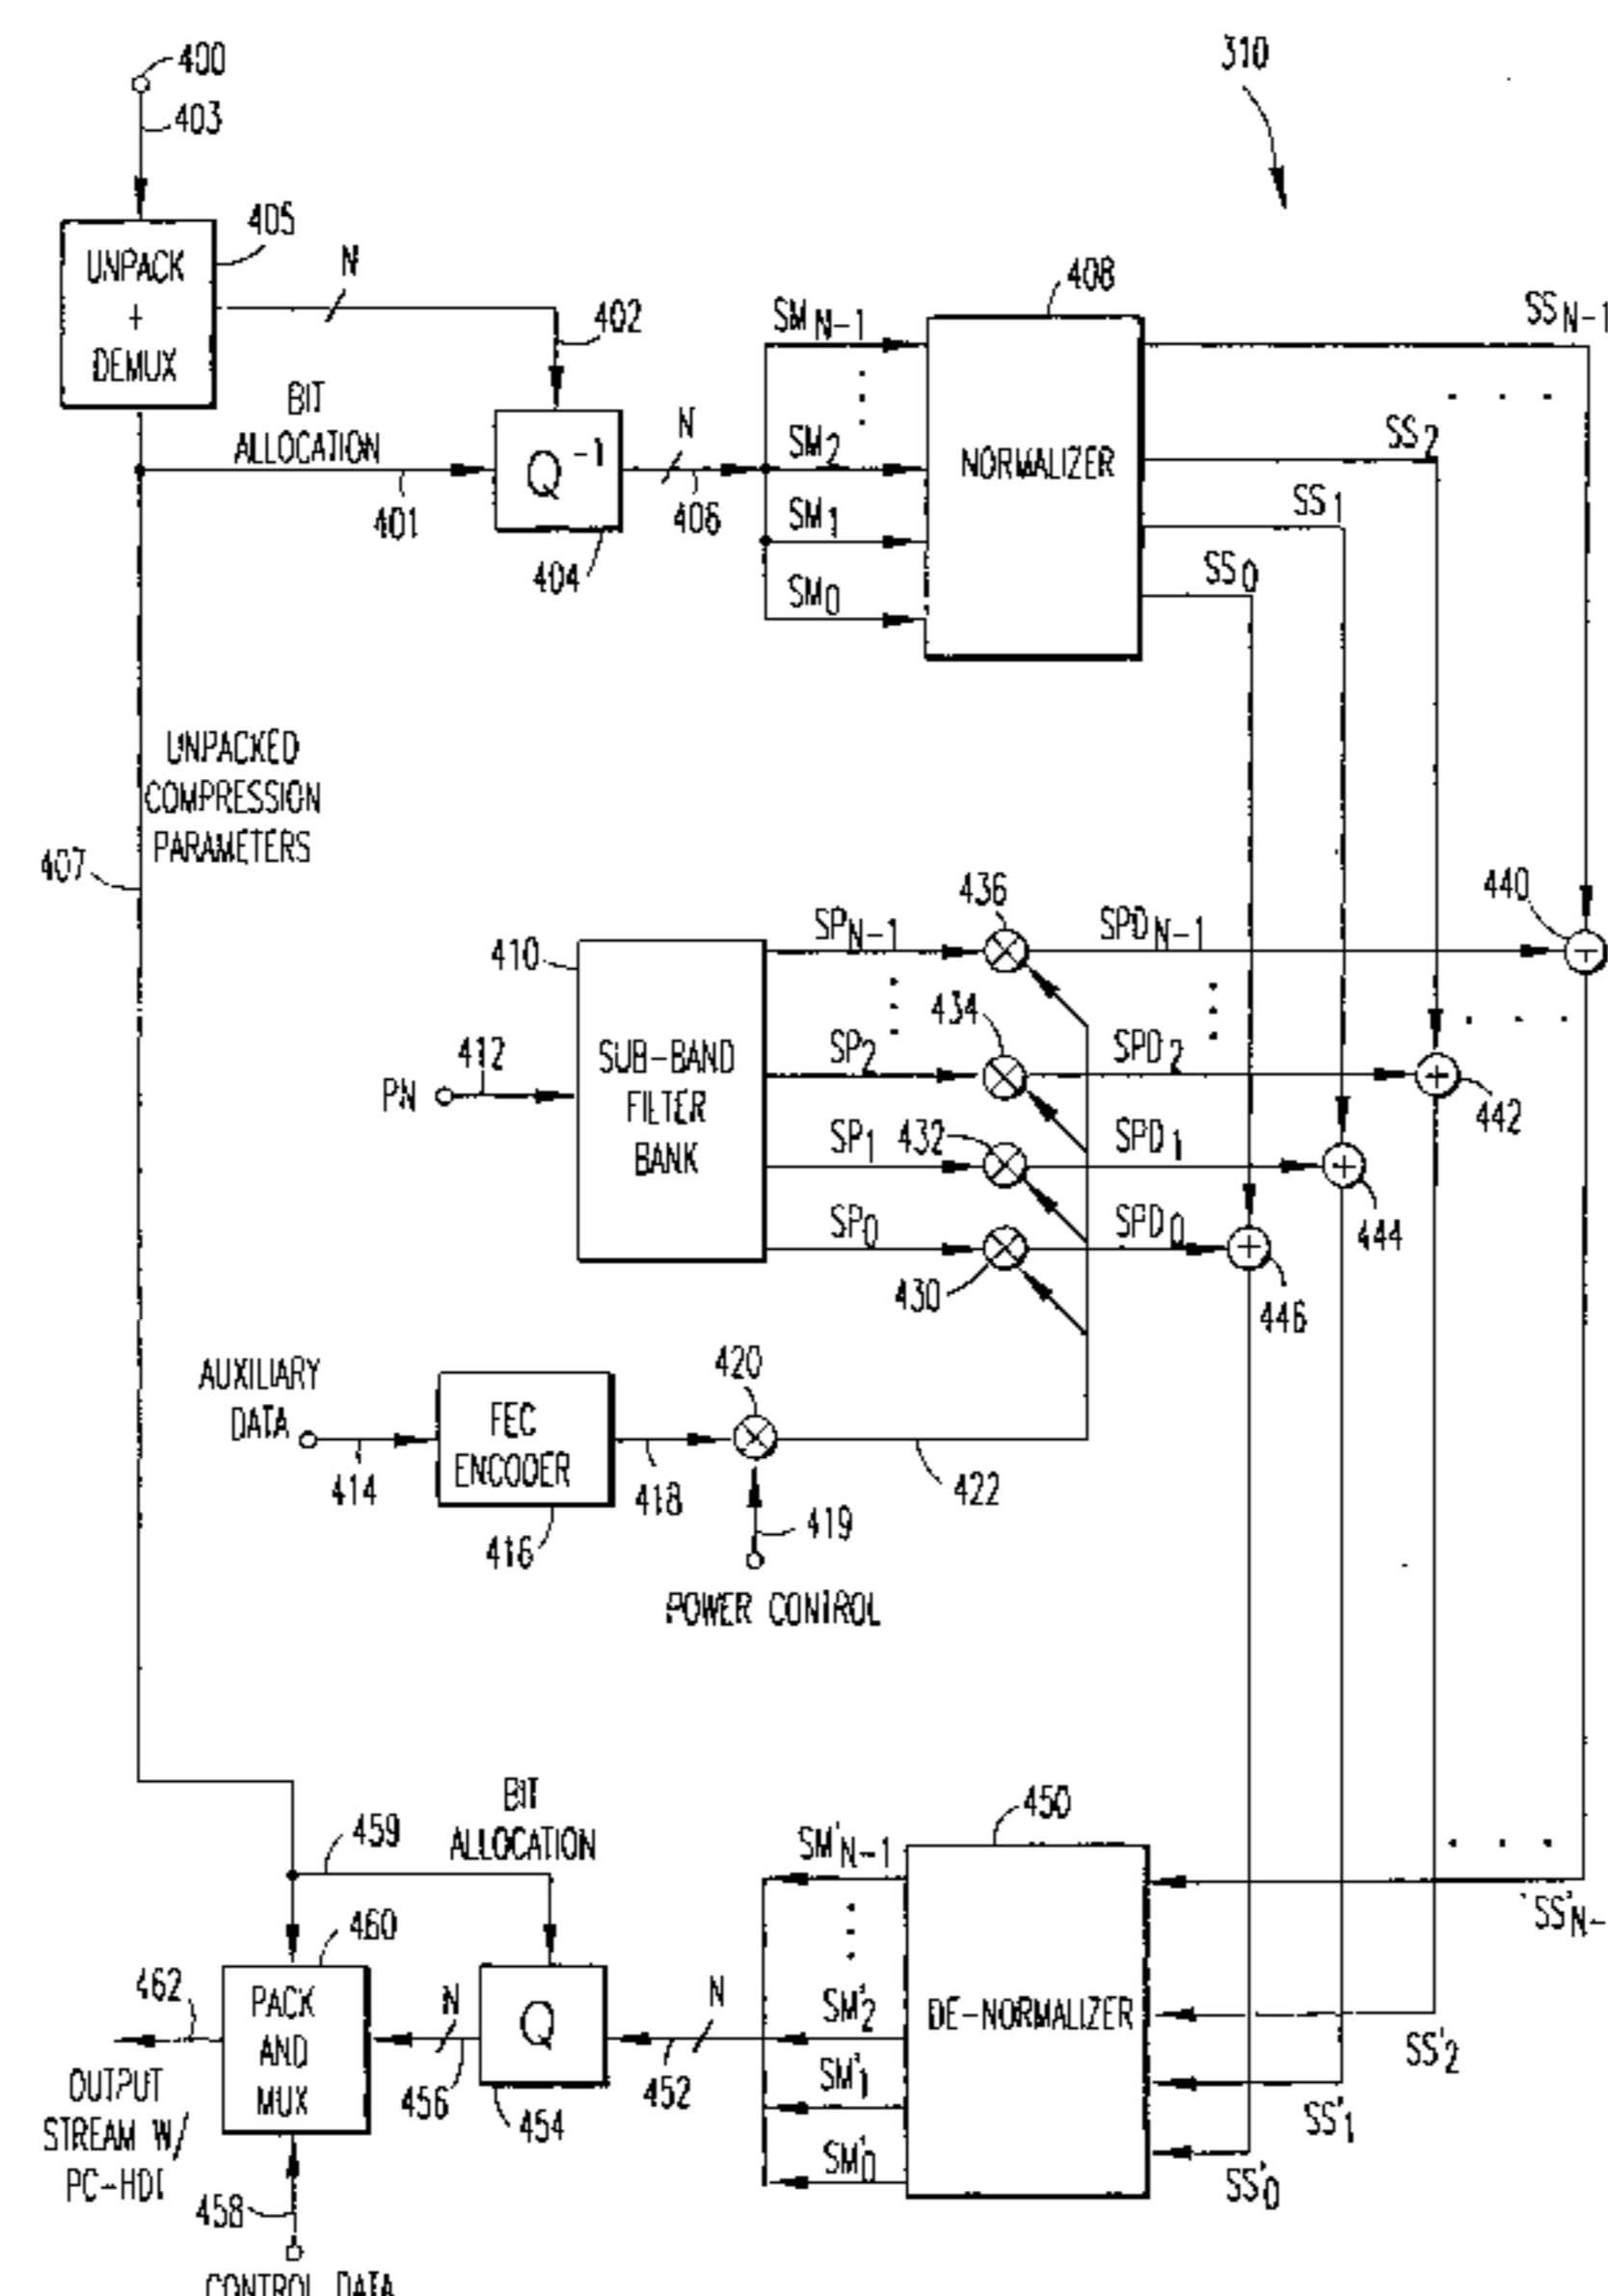 400
310
403
405
UNPACK
+
DEMUX
N
402
408
SM N-1
SS N-1
BIT
ALLOCATION
401
Q -1
404
N
406
SM 2
SM 1
SM 0
NORMALIZER
SS 2
SS 1
SS 0
UNPACKED
COMPRESSION
PARAMETERS
407
410
SP N-1
436
SPD N-1
440
PN
412
SUB-BAND
FILTER
BANK
434
SP 2
SPD 2
442
SP 1
432
SPD 1
444
SP 0
430
SPD 0
446
AUXILIARY
DATA
414
FEC
ENCODER
416
418
420
422
419
POWER CONTROL
BIT
ALLOCATION
459
450
SM' N-1
SS' N-
460
462
PACK
AND
MUX
N
456
Q
454
N
452
SM' 2
SM' 1
SM' 0
DE-NORMALIZER
SS' 2
SS' 1
SS' 0
OUTPUT
STREAM W/
PC-HDI
458
CONTROL DATA